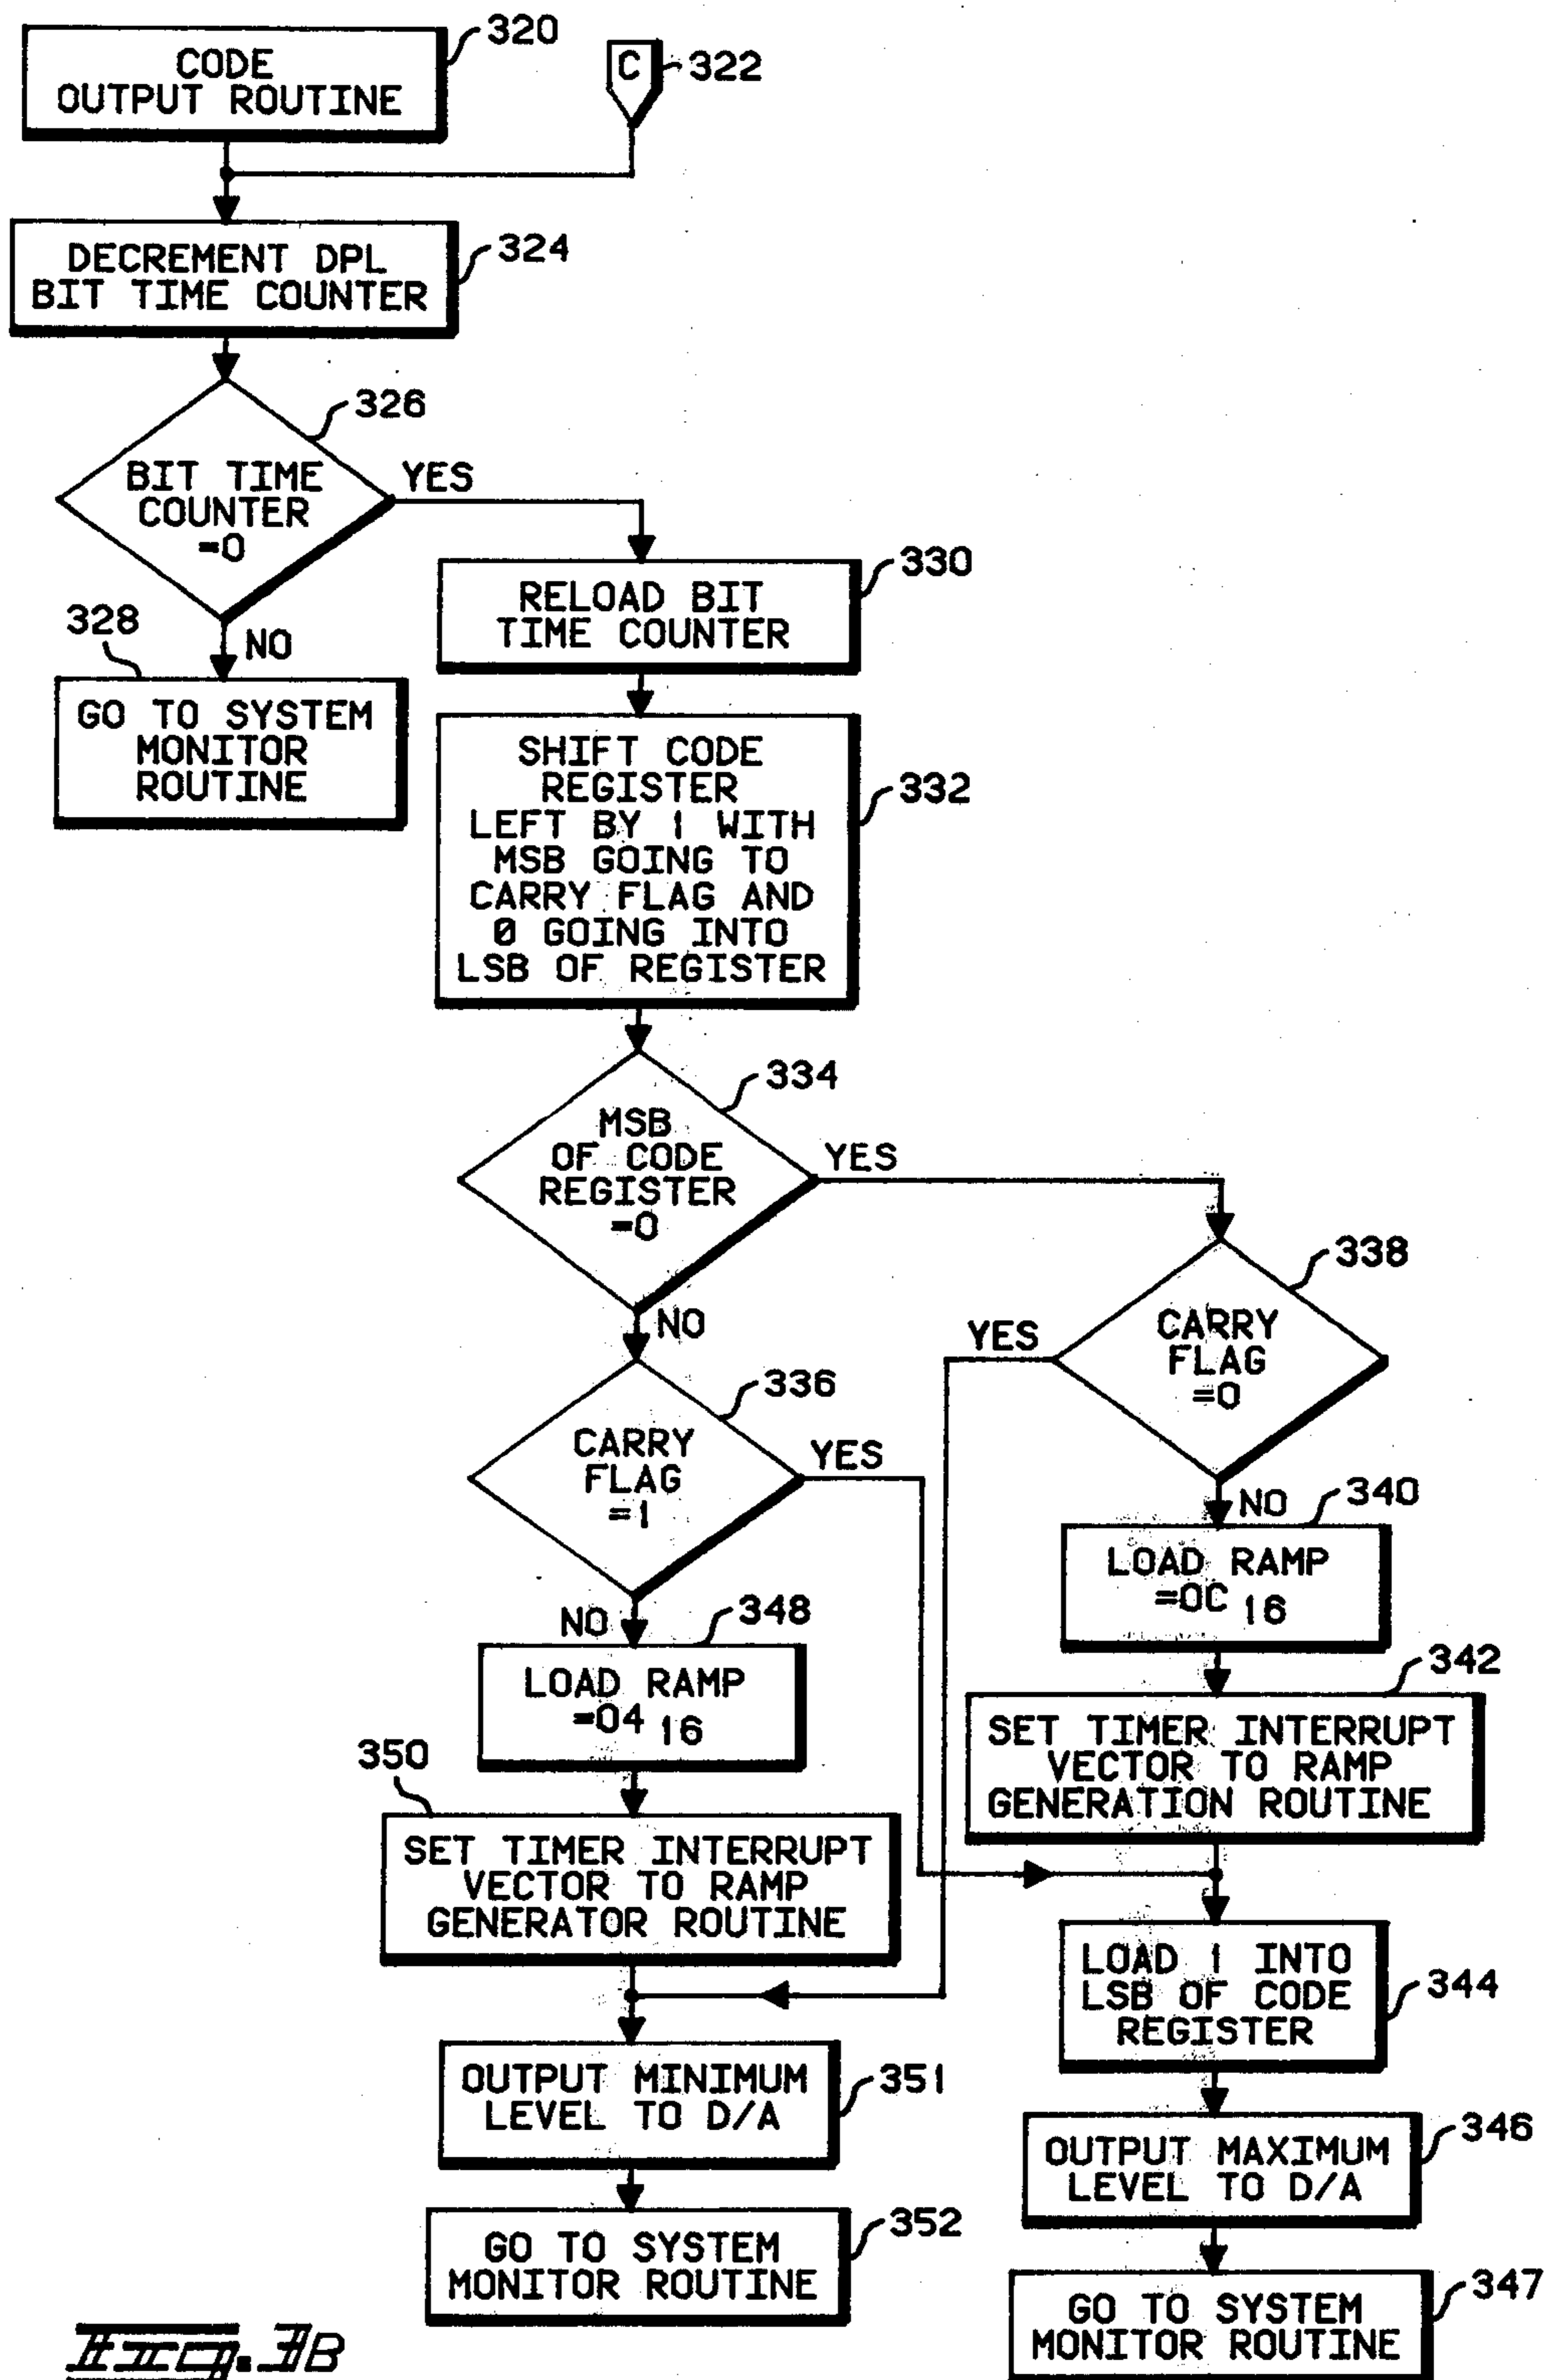 CODE
OUTPUT ROUTINE
320
C
322
DECREMENT DPL
BIT TIME COUNTER
324
326
BIT TIME
COUNTER
=0
YES
NO
328
GO TO SYSTEM
MONITOR
ROUTINE
330
RELOAD BIT
TIME COUNTER
SHIFT CODE
REGISTER
LEFT BY 1 WITH
MSB GOING TO
CARRY FLAG AND
0 GOING INTO
LSB OF REGISTER
332
334
MSB
OF CODE
REGISTER
=0
YES
NO
338
CARRY
FLAG
=0
YES
NO
336
CARRY
FLAG
=1
YES
NO
340
LOAD RAMP
=0C 16
342
SET TIMER INTERRUPT
VECTOR TO RAMP
GENERATION ROUTINE
348
LOAD RAMP
=04 16
350
SET TIMER INTERRUPT
VECTOR TO RAMP
GENERATOR ROUTINE
LOAD 1 INTO
LSB OF CODE
REGISTER
344
OUTPUT MINIMUM
LEVEL TO D/A
351
OUTPUT MAXIMUM
LEVEL TO D/A
346
GO TO SYSTEM
MONITOR ROUTINE
352
GO TO SYSTEM
MONITOR ROUTINE
347
Fig. 3B